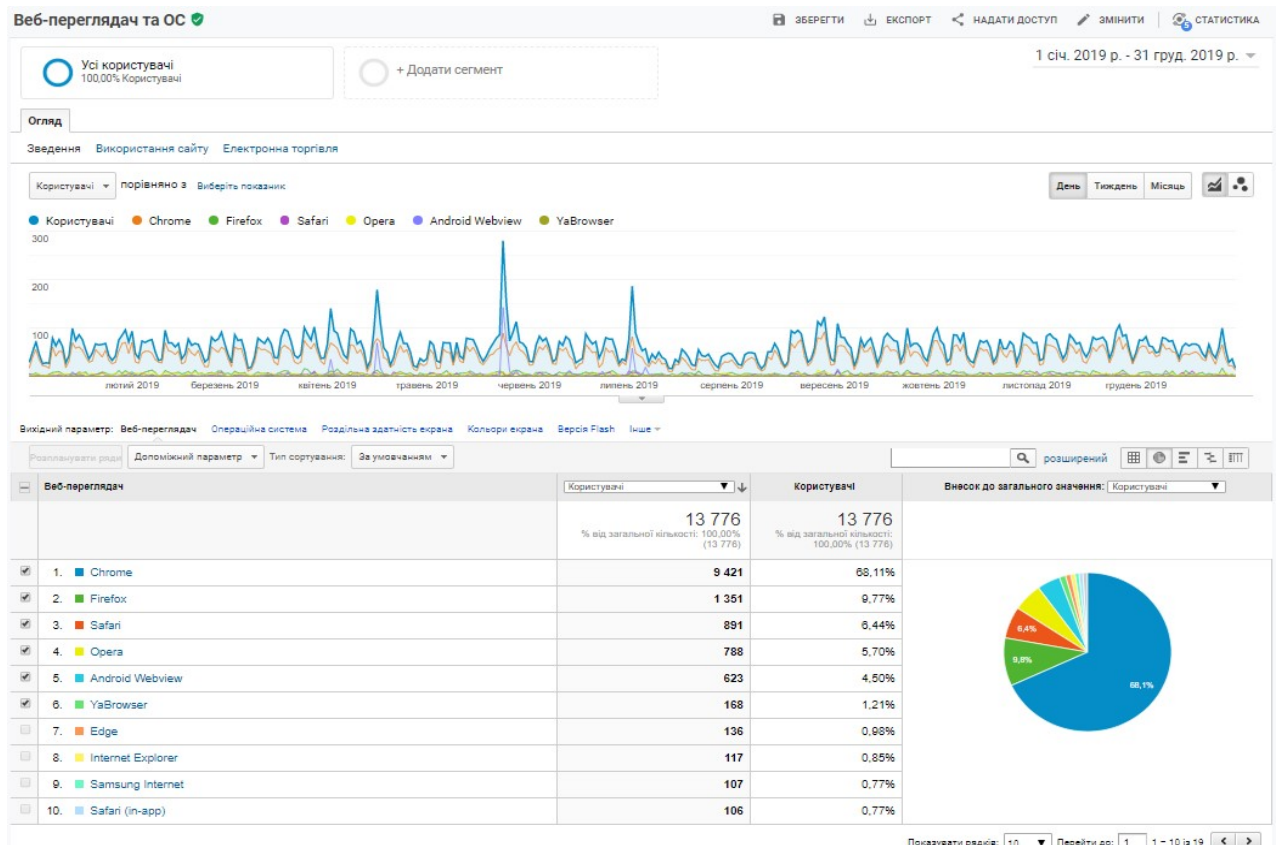 Веб-переглядач та ОС
ЗБЕРЕГТИ ЕКСПОРТ НАДАТИ ДОСТУП ЗМІНИТИ 5 СТАТИСТИКА
Усі користувачі
100,00% Користувачі
+ Додати сегмент
1 січ. 2019 р. - 31 груд. 2019 р.
Огляд
Зведення Використання сайту Електронна торгівля
Користувачі порівняно з Виберіть показник
День Тиждень Місяць
Користувачі Chrome Firefox Safari Opera Android Webview YaBrowser
300
200
100
лютий 2019 березень 2019 квітень 2019 травень 2019 червень 2019 липень 2019 серпень 2019 вересень 2019 жовтень 2019 листопад 2019 грудень 2019
Вихідний параметр: Веб-переглядач Операційна система Роздільна здатність екрана Кольори екрана Версія Flash Інше
Розпланувати рядки Допоміжний параметр Тип сортування: За умовчанням розширений
Веб-переглядач Користувачі Користувачі Внесок до загального значення: Користувачі
13 776 13 776
% від загальної кількості: 100,00% % від загальної кількості:
(13 776) 100,00% (13 776)
1. Chrome 9 421 68,11%
2. Firefox 1 351 9,77%
3. Safari 891 6,44%
4. Opera 788 5,70%
5. Android Webview 623 4,50%
6. YaBrowser 168 1,21%
7. Edge 136 0,98%
8. Internet Explorer 117 0,85%
9. Samsung Internet 107 0,77%
10. Safari (in-app) 106 0,77%
6,4%
9,8%
68,1%
Показувати рядків: 10 Перейти до: 1 1 – 10 із 19